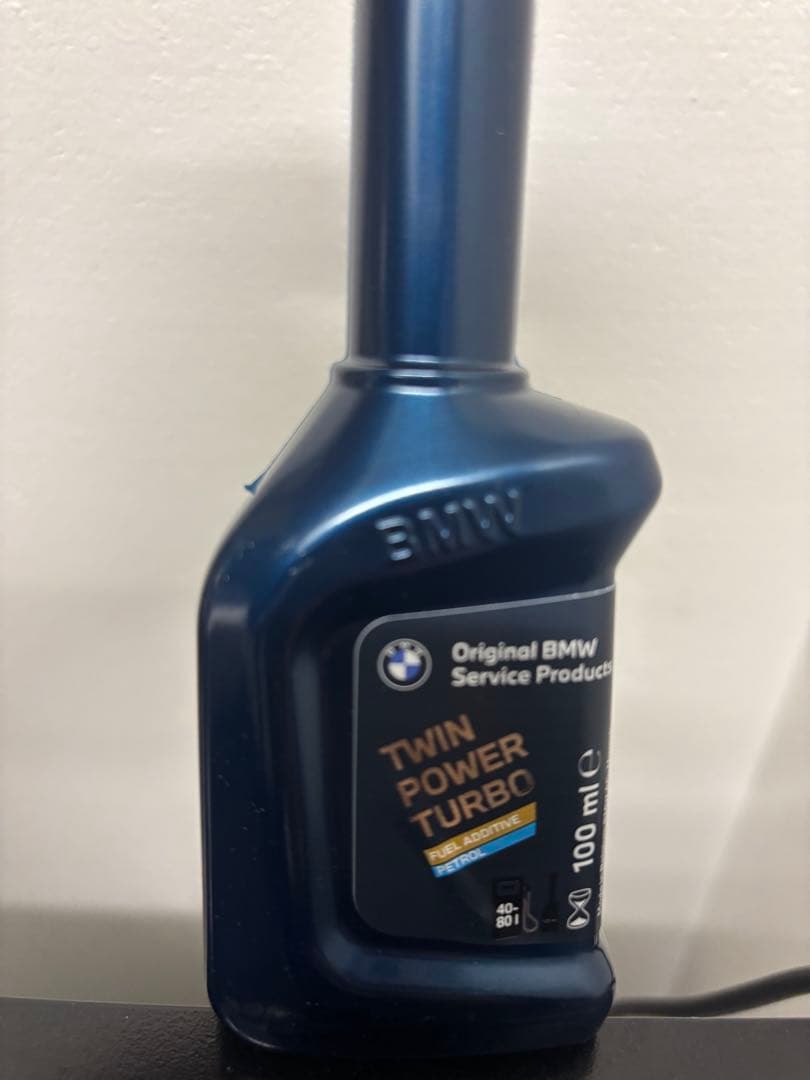 BMW
Original BMW
Service Products
TWIN
POWER
TURBO
FUEL ADDITIVE
PETROL
40-
80 l
100 ml e